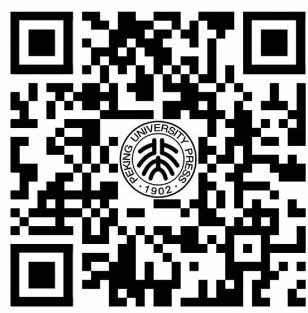 PEKING UNIVERSITY PRESS
· 1902 ·